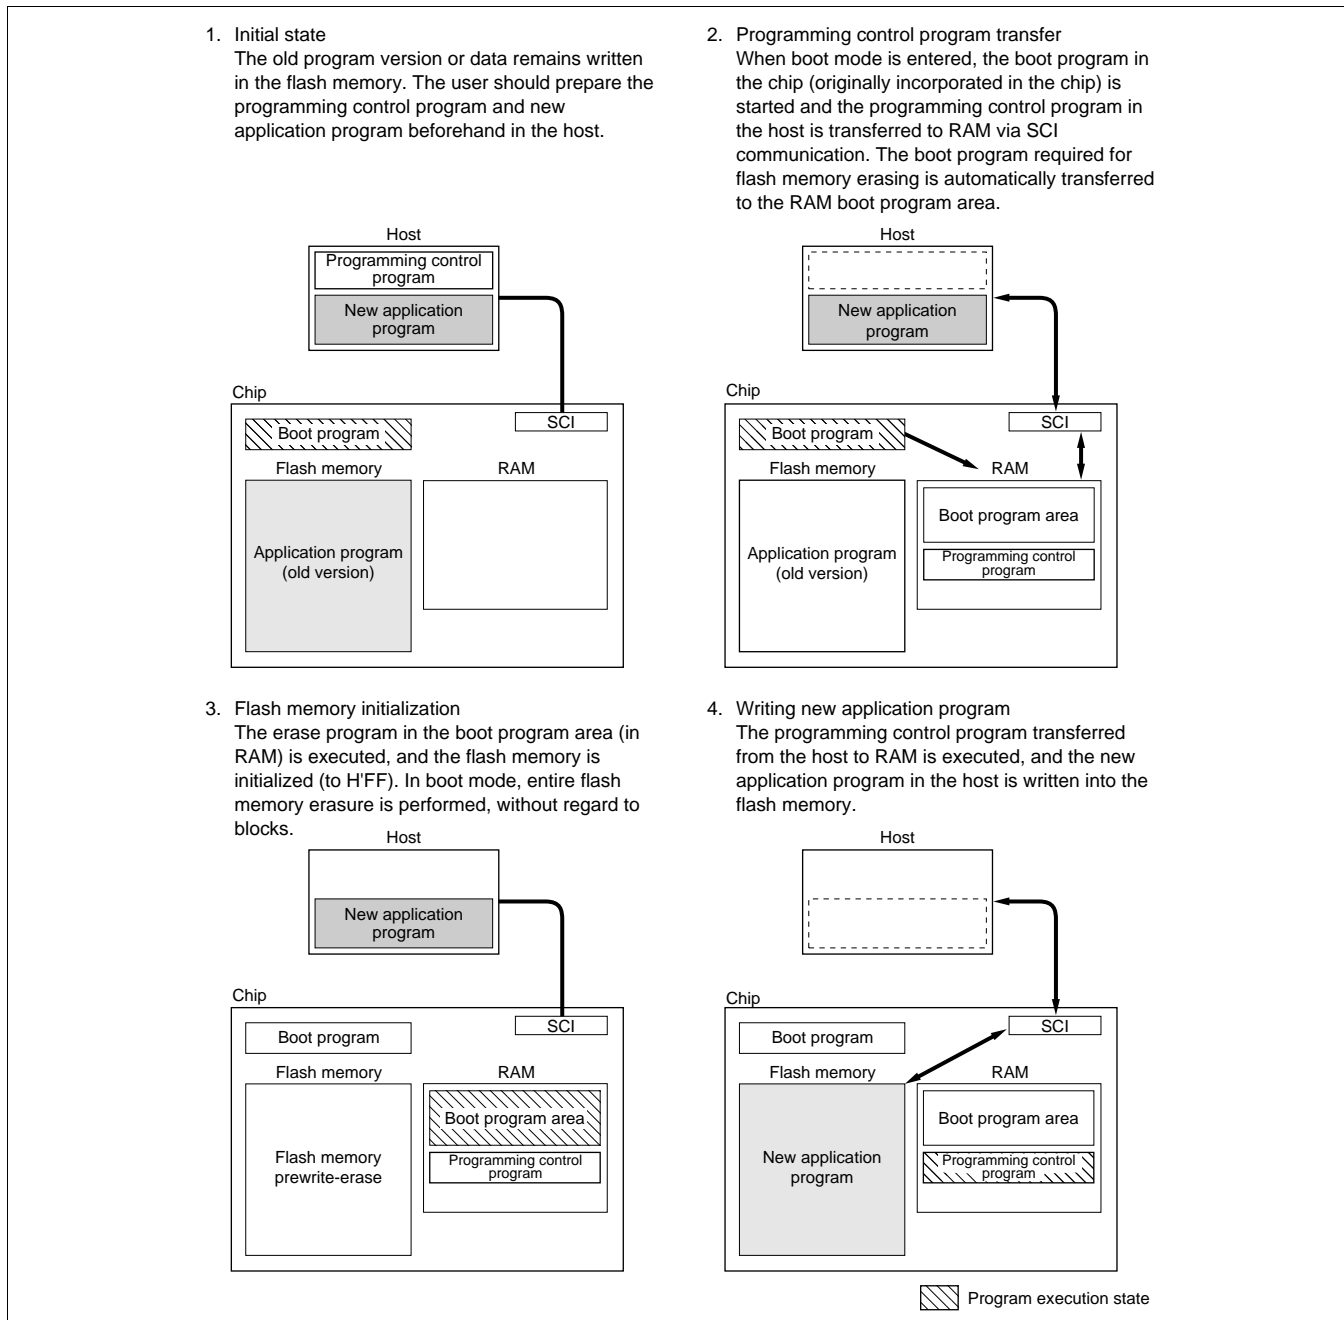 1. Initial state
The old program version or data remains written
in the flash memory. The user should prepare the
programming control program and new
application program beforehand in the host.
Host
Programming control
program
New application
program
Chip
SCI
Boot program
Flash memory
RAM
Application program
(old version)
2. Programming control program transfer
When boot mode is entered, the boot program in
the chip (originally incorporated in the chip) is
started and the programming control program in
the host is transferred to RAM via SCI
communication. The boot program required for
flash memory erasing is automatically transferred
to the RAM boot program area.
Host
New application
program
Chip
SCI
Boot program
Flash memory
RAM
Boot program area
Application program
(old version)
Programming control
program
3. Flash memory initialization
The erase program in the boot program area (in
RAM) is executed, and the flash memory is
initialized (to H'FF). In boot mode, entire flash
memory erasure is performed, without regard to
blocks.
Host
New application
program
Chip
SCI
Boot program
Flash memory
RAM
Boot program area
Flash memory
prewrite-erase
Programming control
program
4. Writing new application program
The programming control program transferred
from the host to RAM is executed, and the new
application program in the host is written into the
flash memory.
Host
Chip
SCI
Boot program
Flash memory
RAM
Boot program area
New application
program
Programming control
program
Program execution state